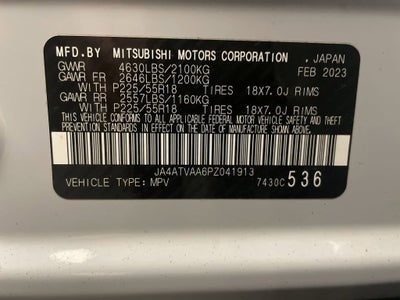 MFD.BY MITSUBISHI MOTORS CORPORATION , JAPAN
GVWR 4630LBS/2100KG FEB 2023
GAWR FR 2646LBS/1200KG
WITH P225/55R18 TIRES 18X7.0J RIMS
GAWR RR 2557LBS/1160KG
WITH P225/55R18 TIRES 18X7.0J RIMS
THIS VEHICLE CONFORMS TO ALL APPLICABLE FEDERAL MOTOR VEHICLE SAFETY, BUMPER AND THEFT
PREVENTION STANDARDS IN EFFECT ON THE DATE OF MANUFACTURE SHOWN ABOVE.
JA4ATVAA6PZ041913
VEHICLE TYPE: MPV 7430C 536